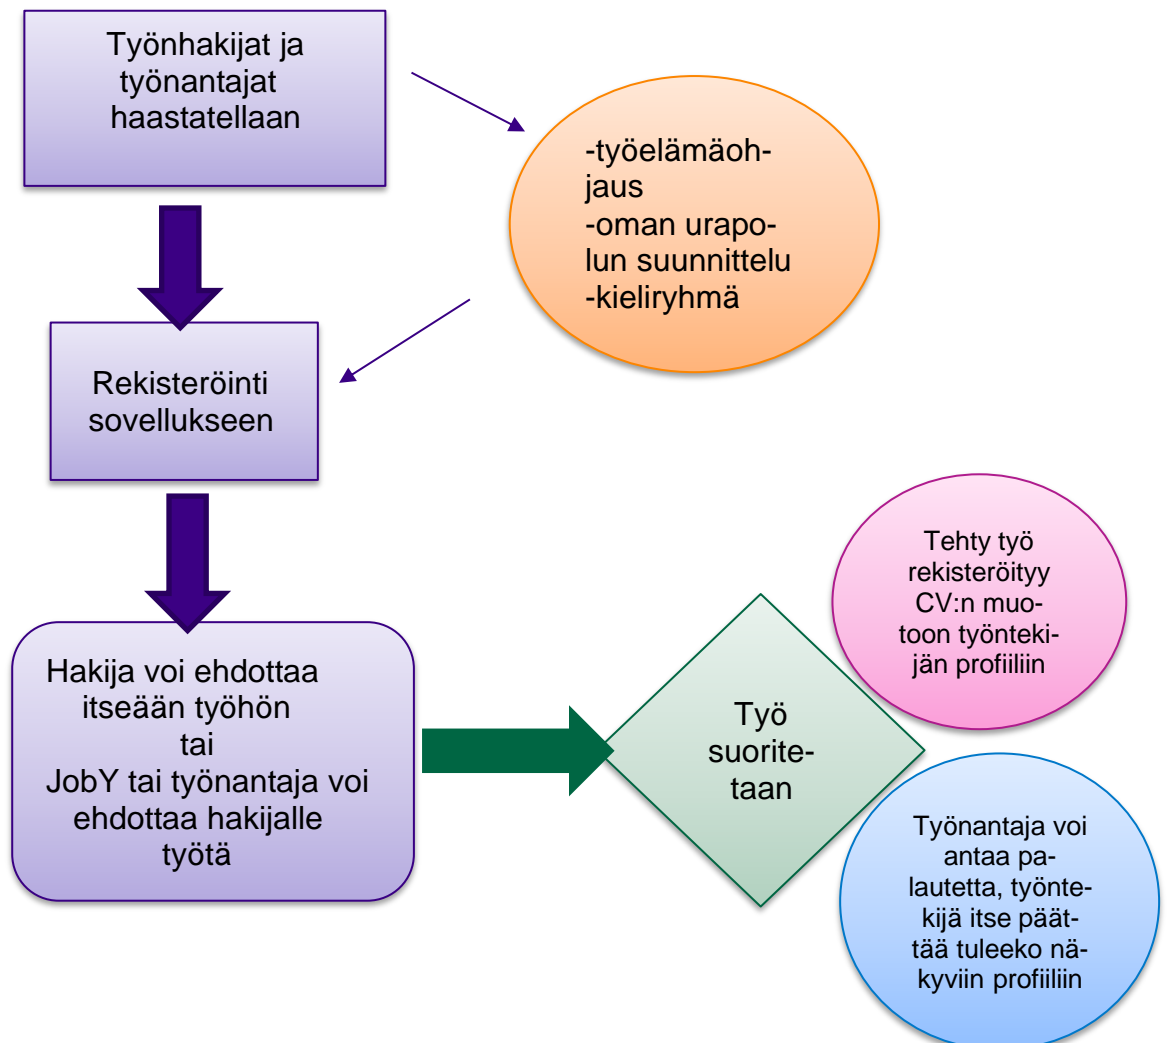 Työnhakijat ja
työnantajat
haastatellaan
-työelämäoh-
jaus
-oman urapo-
lun suunnittelu
-kieliryhmä
Rekisteröinti
sovellukseen
Hakija voi ehdottaa
itseään työhön
tai
JobY tai työnantaja voi
ehdottaa hakijalle
työtä
Työ
suorite-
taan
Tehty työ
rekisteröityy
CV:n muo-
toon työnteki-
jän profiiliin
Työnantaja voi
antaa pa-
lautetta, työnte-
kijä itse päät-
tää tuleeko nä-
kyviin profiiliin